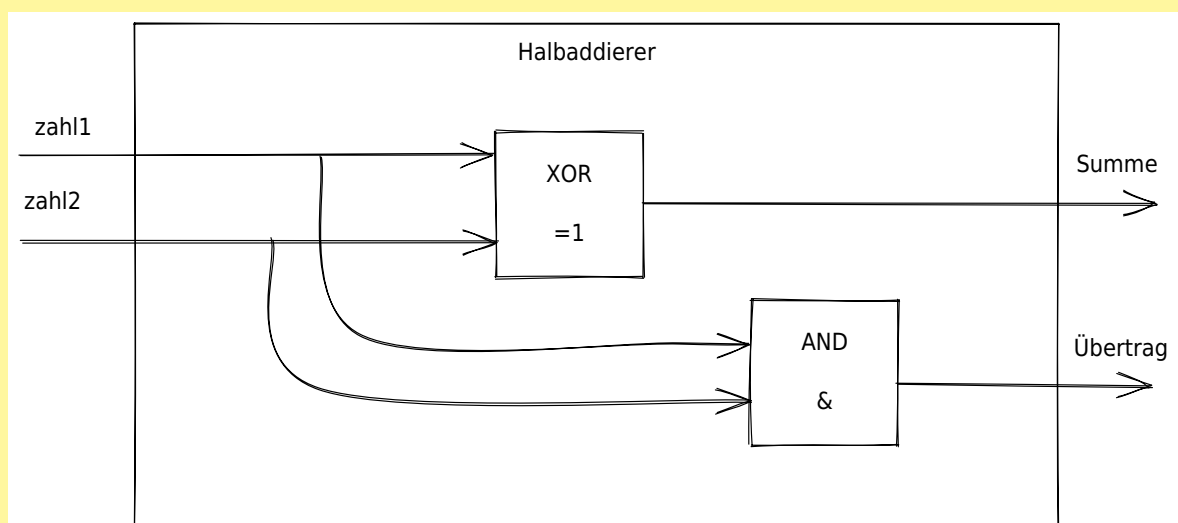 Halbaddierer
zahl1
zahl2
XOR
=1
Summe
AND
&
Übertrag